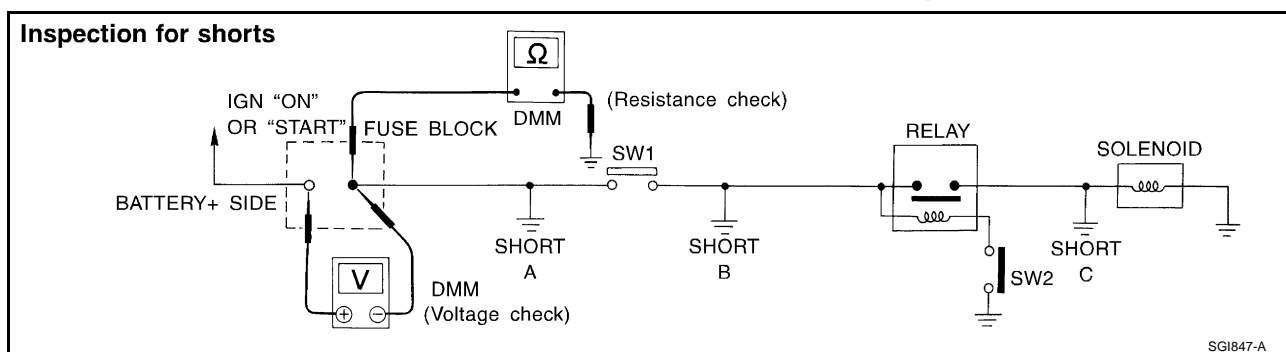 Inspection for shorts
IGN “ON”
OR “START”
FUSE BLOCK
BATTERY+ SIDE
Ω
DMM
(Resistance check)
SW1
RELAY
SOLENOID
SHORT
A
SHORT
B
SHORT
C
SW2
V
+ −
DMM
(Voltage check)
SGI847-A